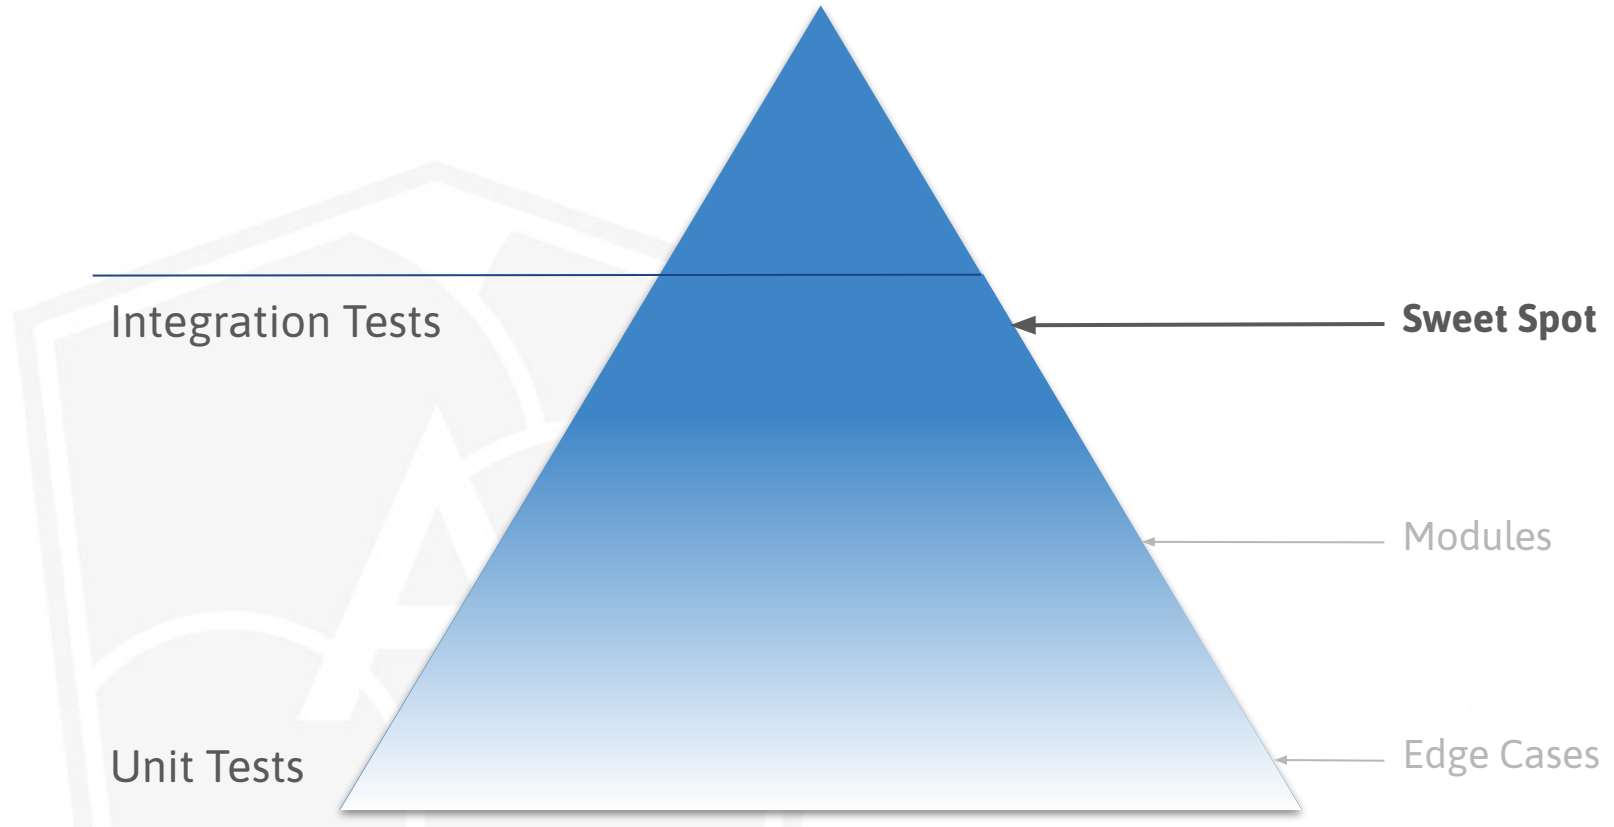 Integration Tests
Sweet Spot
Modules
Unit Tests
Edge Cases